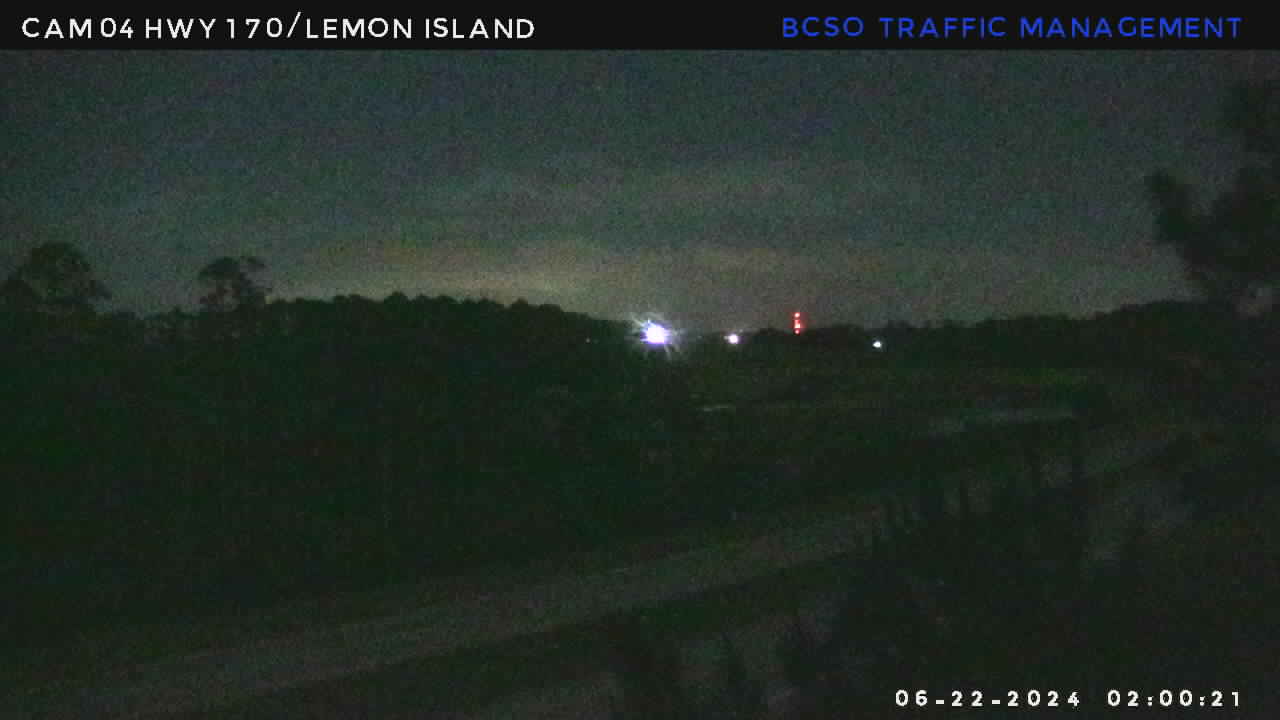 CAM04 HWY 170/LEMON ISLAND
BCSO TRAFFIC MANAGEMENT
06-22-2024 02:00:21